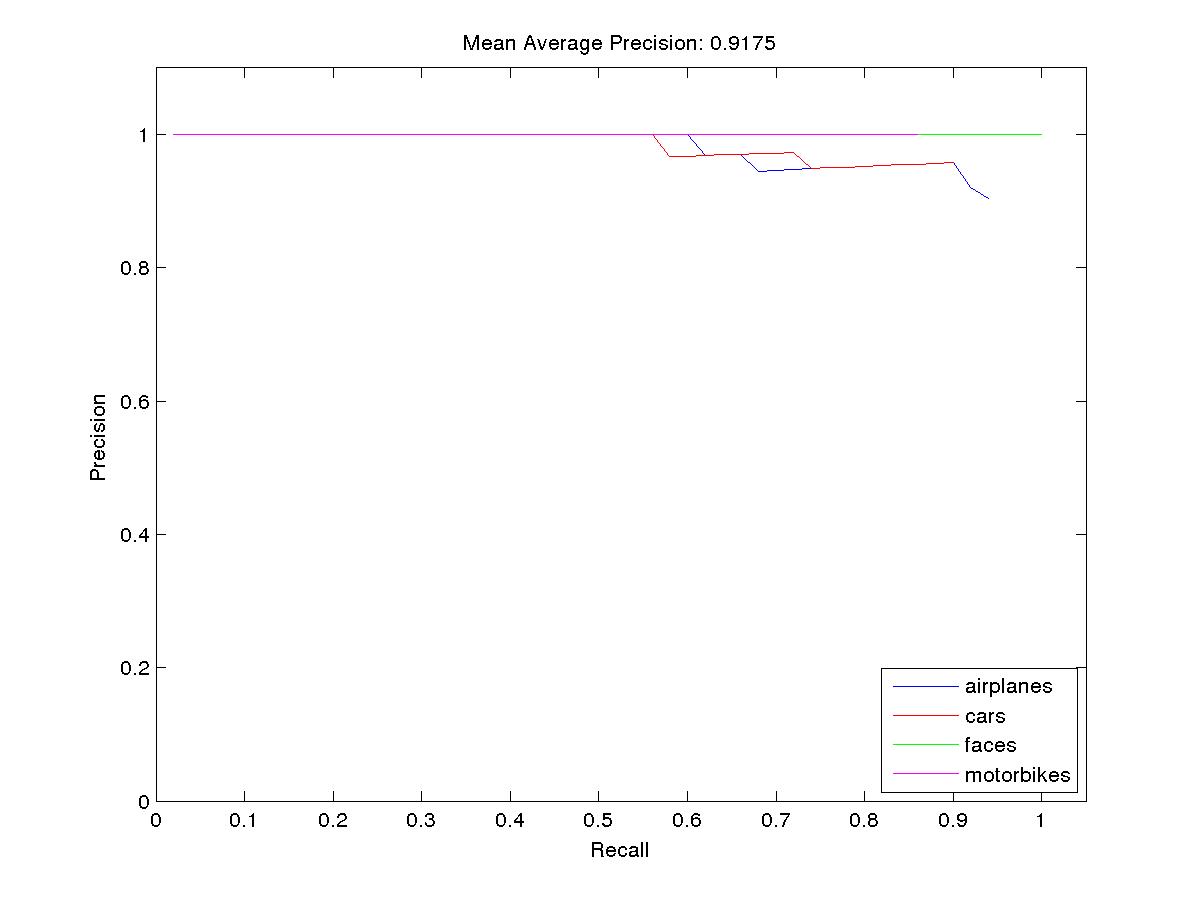 Mean Average Precision: 0.9175
1
0.8
0.6
0.4
0.2
0
Precision
0 0.1 0.2 0.3 0.4 0.5 0.6 0.7 0.8 0.9 1
Recall
airplanes
cars
faces
motorbikes